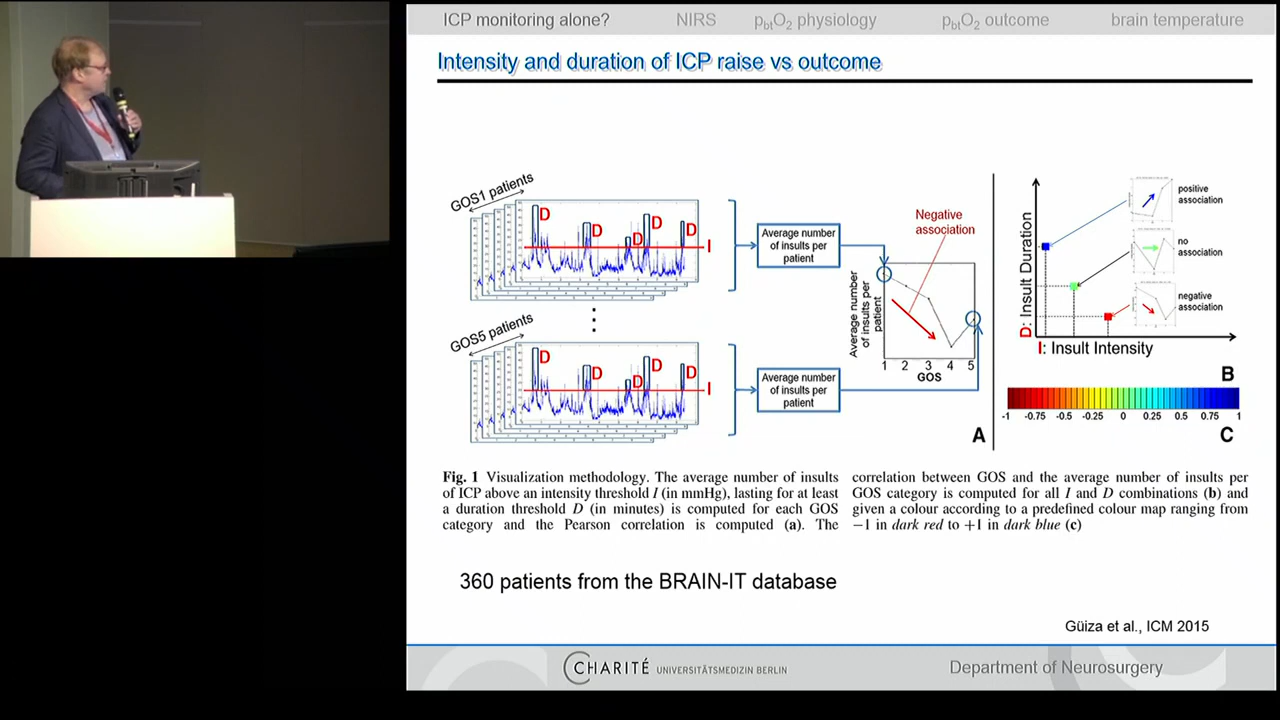 ICP monitoring alone?
NIRS
pbtO2 physiology
pbtO2 outcome
brain temperature
Intensity and duration of ICP raise vs outcome
GOS1 patients
D
D
D
D
D
I
Average number
of insults per
patient
GOS5 patients
D
D
D
D
D
I
Average number
of insults per
patient
Negative
association
Average number
of insults per
patient
1 2 3 4 5
GOS
A
D: Insult Duration
I: Insult Intensity
positive
association
no
association
negative
association
B
-1 -0.75 -0.5 -0.25 0 0.25 0.5 0.75 1
C
Fig. 1 Visualization methodology. The average number of insults
of ICP above an intensity threshold I (in mmHg), lasting for at least
a duration threshold D (in minutes) is computed for each GOS
category and the Pearson correlation is computed (a). The
correlation between GOS and the average number of insults per
GOS category is computed for all I and D combinations (b) and
given a colour according to a predefined colour map ranging from
−1 in dark red to +1 in dark blue (c)
360 patients from the BRAIN-IT database
Güiza et al., ICM 2015
CHARITÉ UNIVERSITÄTSMEDIZIN BERLIN
Department of Neurosurgery